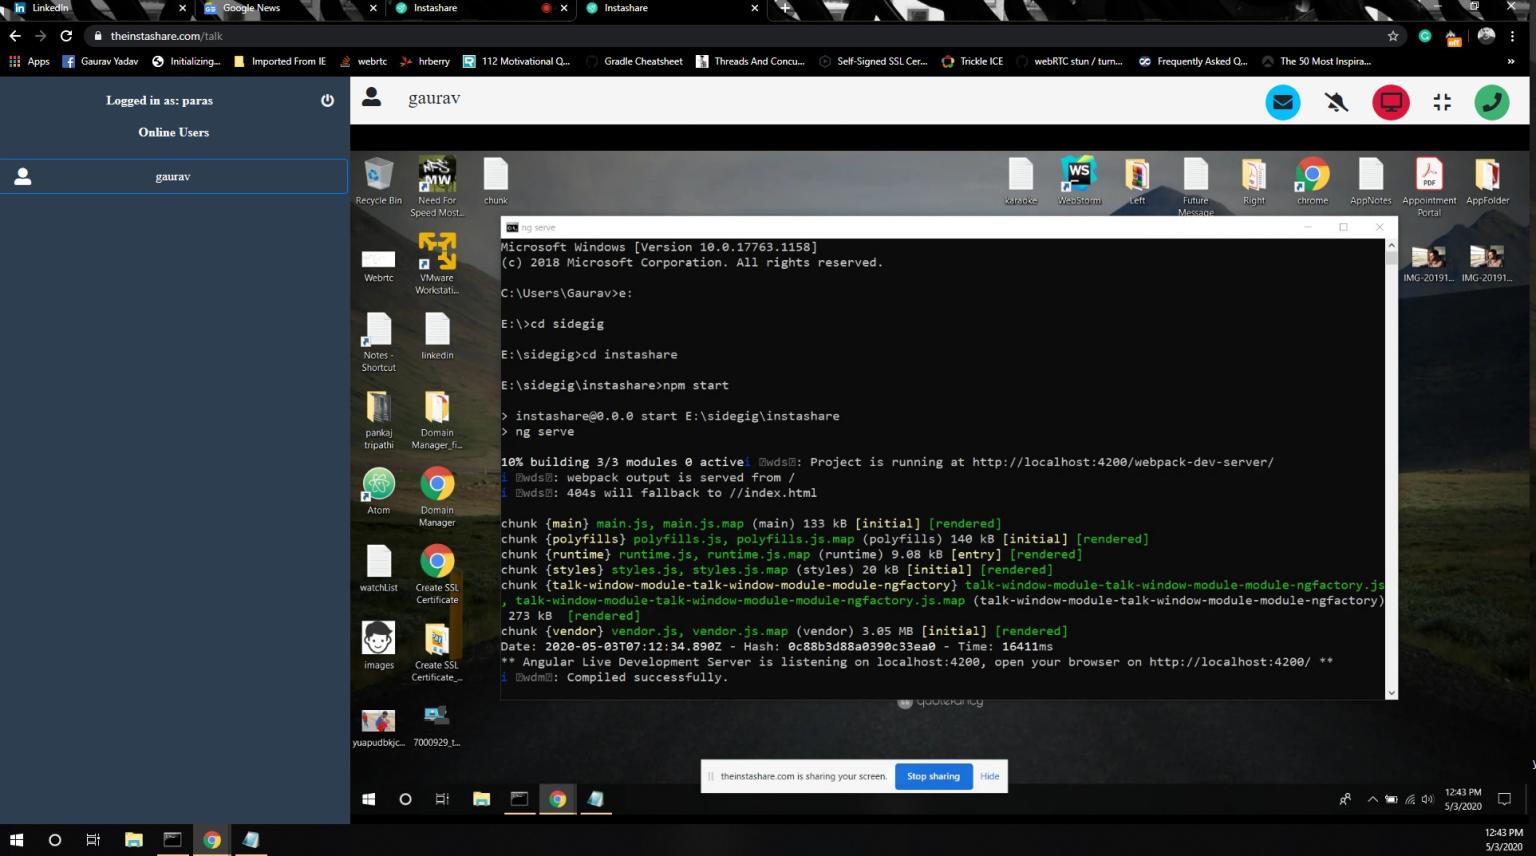 LinkedIn
Google News
Instashare
Instashare
theinstashare.com/talk
Apps
Gaurav Yadav
Initializing...
Imported From IE
webrtc
hrberry
112 Motivational Q...
Gradle Cheatsheet
Threads And Concu...
Self-Signed SSL Cer...
Trickle ICE
webRTC stun / turn...
Frequently Asked Q...
The 50 Most Inspira...
»
off
Logged in as: paras
Online Users
gaurav
gaurav
Recycle Bin
Need For
Speed Most...
chunk
karaoke
WebStorm
Left
Future
Message
Right
chrome
AppNotes
Appointment
Portal
AppFolder
Webrtc
VMware
Workstati...
IMG-20191...
IMG-20191...
Notes -
Shortcut
linkedin
pankaj
tripathi
Domain
Manager_fi...
Atom
Domain
Manager
watchList
Create SSL
Certificate
images
Create SSL
Certificate_...
yuapudbkjc...
7000929_t...
ng serve
Microsoft Windows [Version 10.0.17763.1158]
(c) 2018 Microsoft Corporation. All rights reserved.
C:\Users\Gaurav>e:
E:\>cd sidegig
E:\sidegig>cd instashare
E:\sidegig\instashare>npm start
> instashare@0.0.0 start E:\sidegig\instashare
> ng serve
10% building 3/3 modules 0 activei ⍰wds⍰: Project is running at http://localhost:4200/webpack-dev-server/
i ⍰wds⍰: webpack output is served from /
i ⍰wds⍰: 404s will fallback to //index.html
chunk {main} main.js, main.js.map (main) 133 kB [initial] [rendered]
chunk {polyfills} polyfills.js, polyfills.js.map (polyfills) 140 kB [initial] [rendered]
chunk {runtime} runtime.js, runtime.js.map (runtime) 9.08 kB [entry] [rendered]
chunk {styles} styles.js, styles.js.map (styles) 20 kB [initial] [rendered]
chunk {talk-window-module-talk-window-module-module-ngfactory} talk-window-module-talk-window-module-module-ngfactory.js
, talk-window-module-talk-window-module-module-ngfactory.js.map (talk-window-module-talk-window-module-module-ngfactory)
273 kB  [rendered]
chunk {vendor} vendor.js, vendor.js.map (vendor) 3.05 MB [initial] [rendered]
Date: 2020-05-03T07:12:34.890Z - Hash: 0c88b3d88a0390c33ea0 - Time: 16411ms
** Angular Live Development Server is listening on localhost:4200, open your browser on http://localhost:4200/ **
i ⍰wdm⍰: Compiled successfully.
quotefancy
theinstashare.com is sharing your screen.
Stop sharing
Hide
12:43 PM
5/3/2020
12:43 PM
5/3/2020